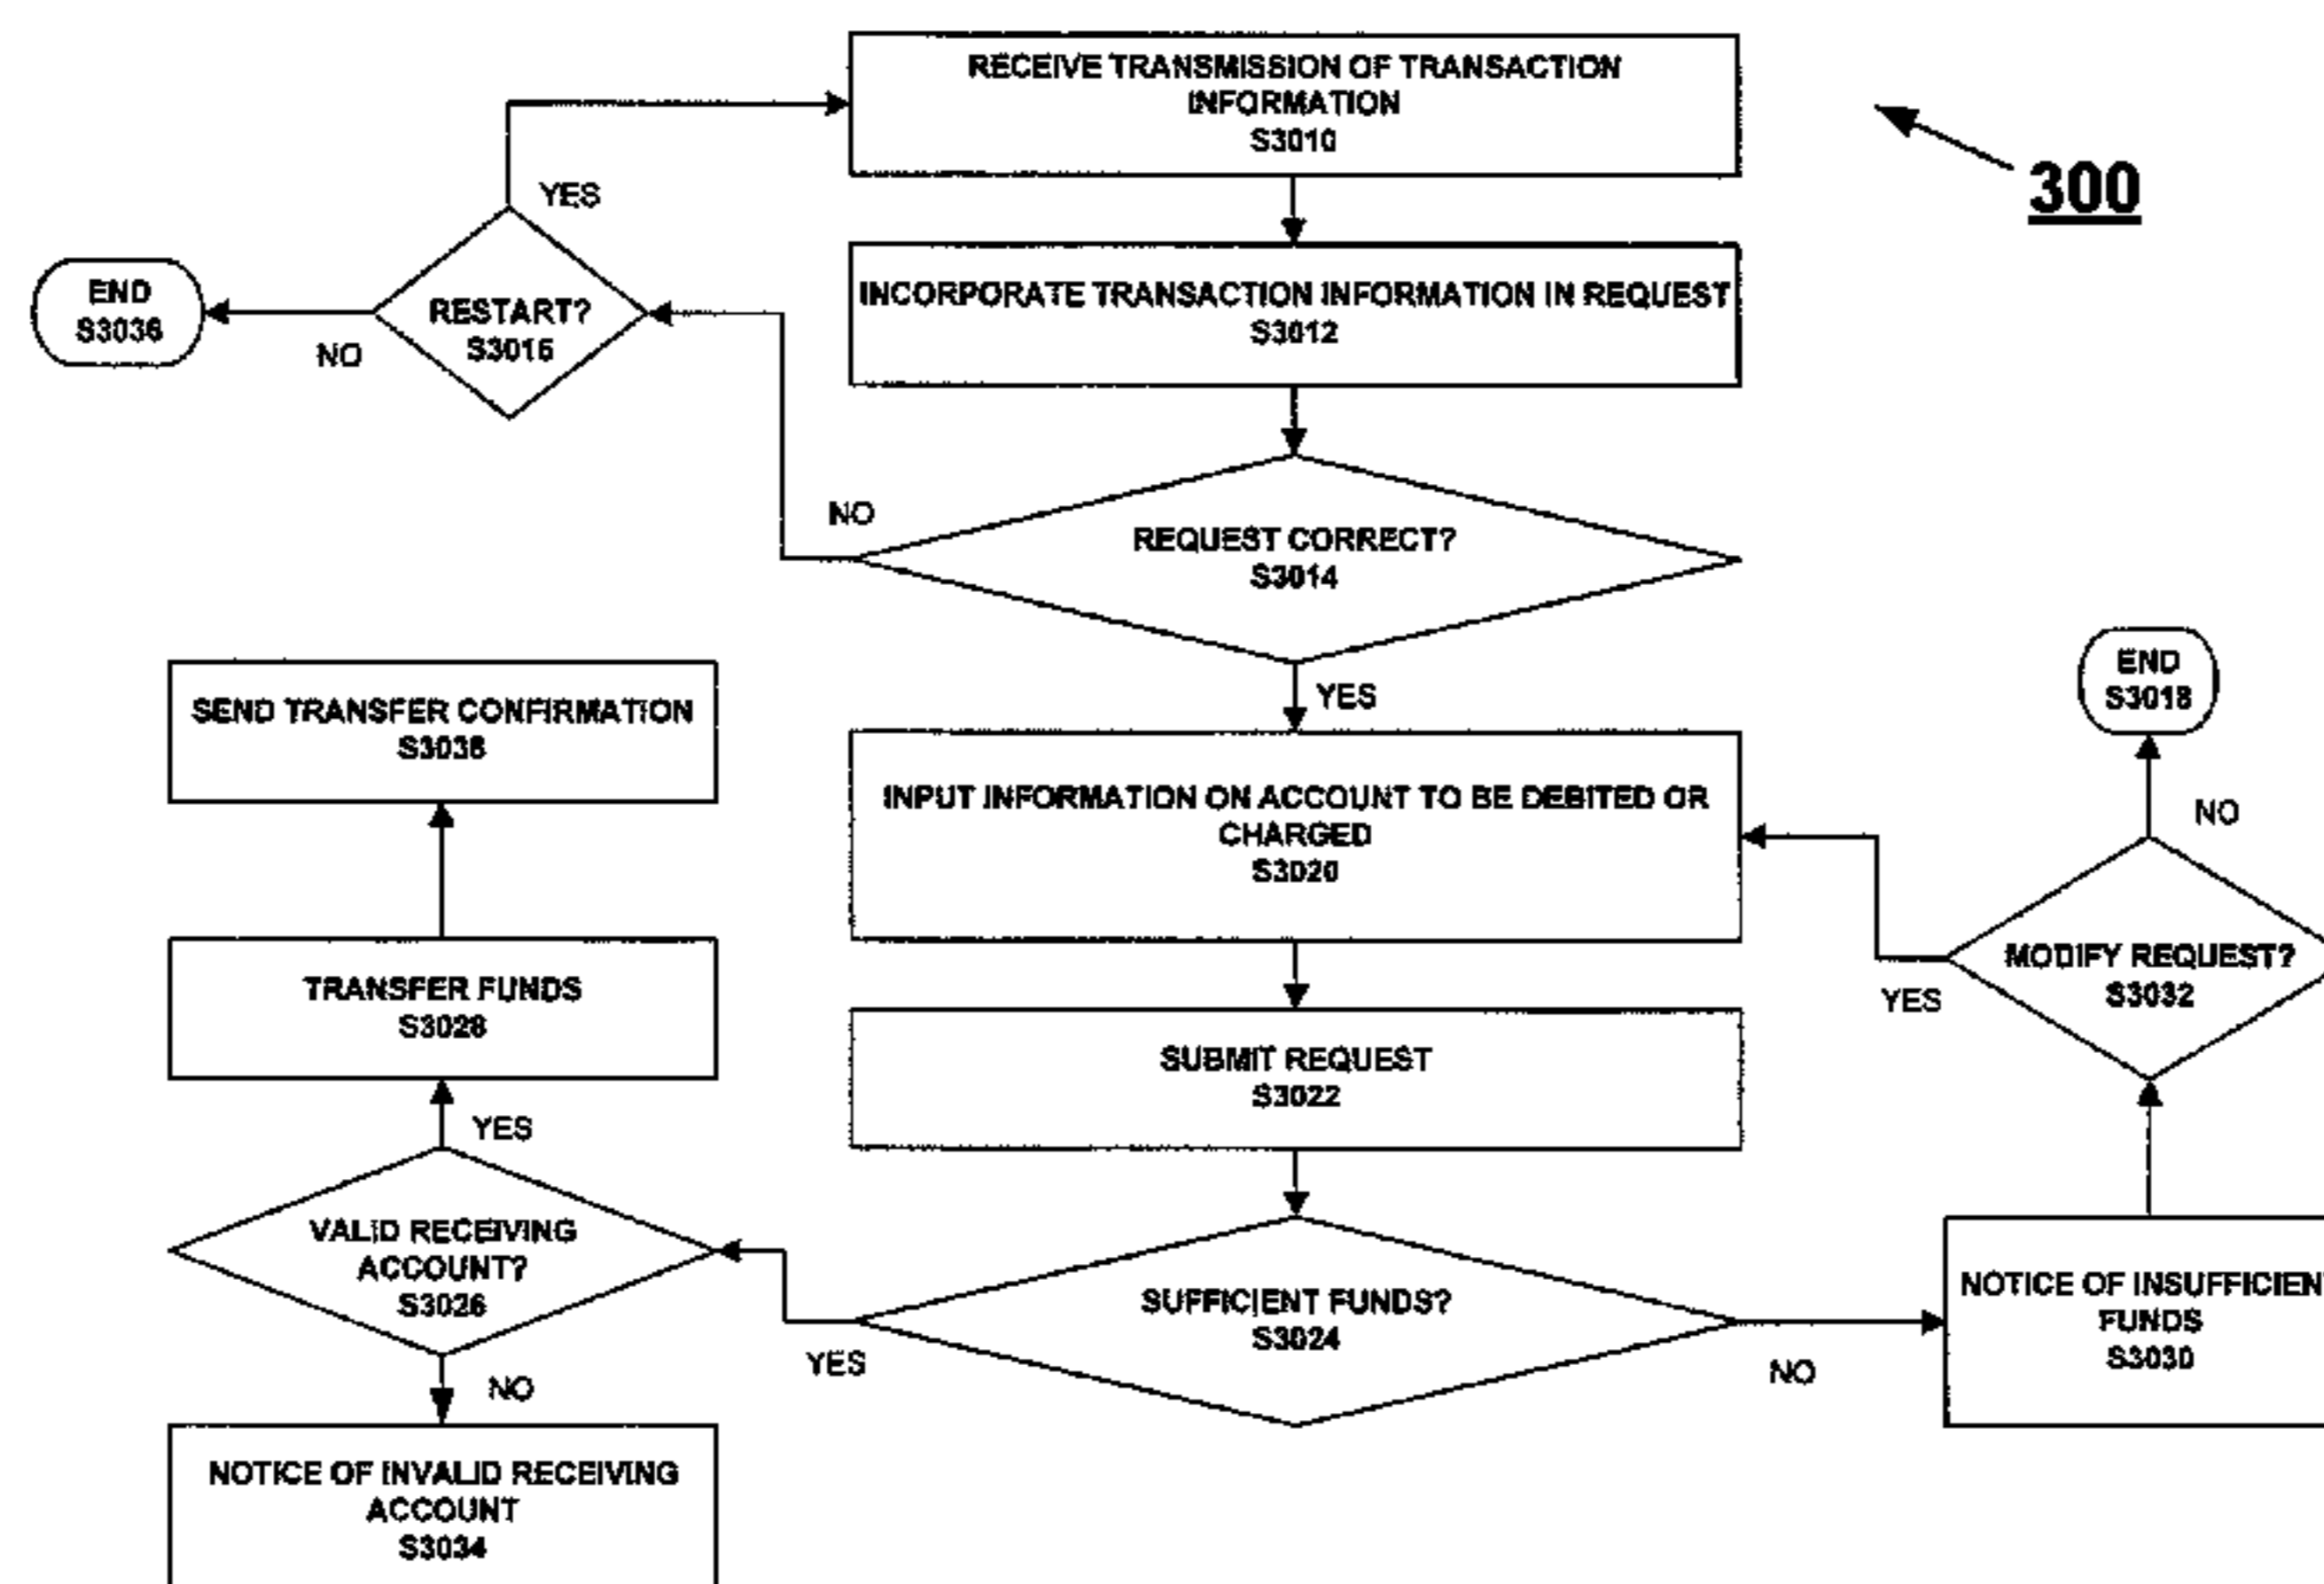 RECEIVE TRANSMISSION OF TRANSACTION
INFORMATION
S3010
300
YES
INCORPORATE TRANSACTION INFORMATION IN REQUEST
S3012
END
S3036
RESTART?
S3016
NO
NO
REQUEST CORRECT?
S3014
YES
SEND TRANSFER CONFIRMATION
S3038
END
S3018
INPUT INFORMATION ON ACCOUNT TO BE DEBITED OR
CHARGED
S3020
NO
TRANSFER FUNDS
S3028
MODIFY REQUEST?
S3032
YES
SUBMIT REQUEST
S3022
YES
VALID RECEIVING
ACCOUNT?
S3026
SUFFICIENT FUNDS?
S3024
YES
NO
NOTICE OF INSUFFICIEN
FUNDS
S3030
NO
NOTICE OF INVALID RECEIVING
ACCOUNT
S3034